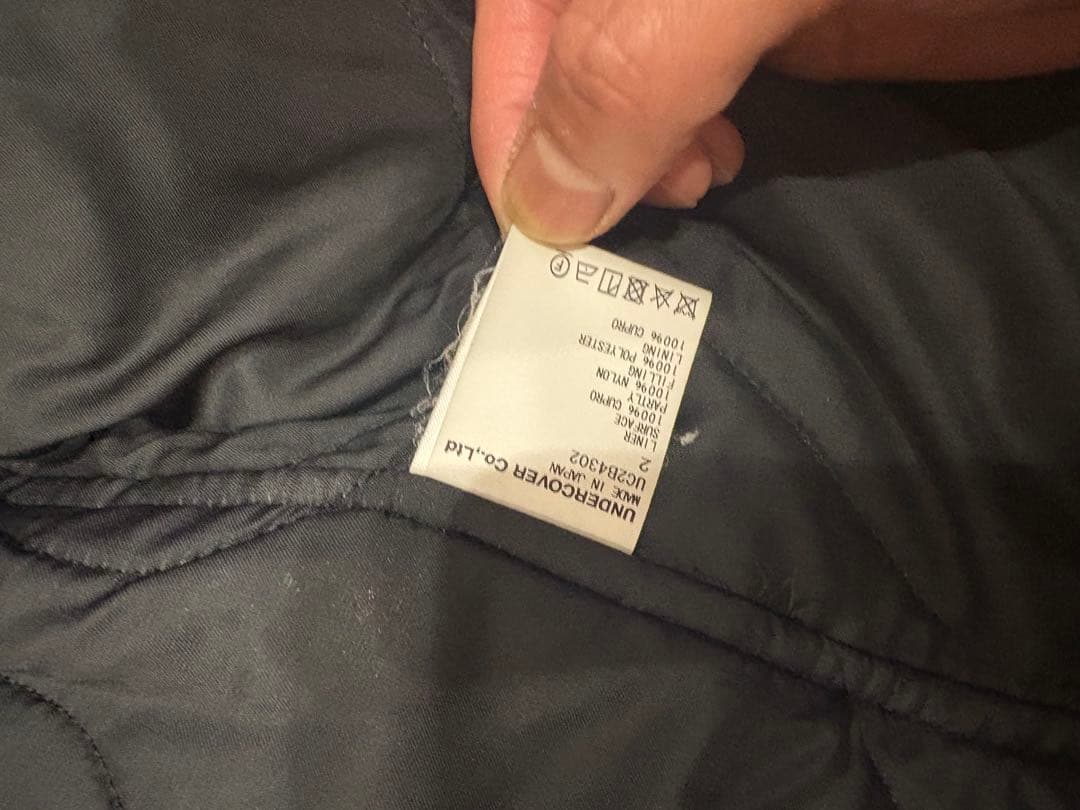 UNDERCOVER Co.,Ltd
MADE IN JAPAN
UC2B4302
2
LINER
SURFACE
100% CUPRO
PARTLY
100% NYLON
FILLING
100% POLYESTER
LINING
100% CUPRO
F